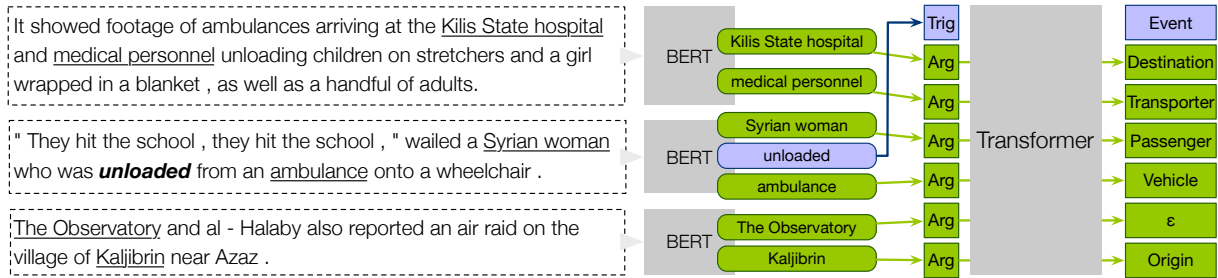 It showed footage of ambulances arriving at the Kilis State hospital
and medical personnel unloading children on stretchers and a girl
wrapped in a blanket , as well as a handful of adults.
" They hit the school , they hit the school , " wailed a Syrian woman
who was unloaded from an ambulance onto a wheelchair .
The Observatory and al - Halaby also reported an air raid on the
village of Kaljibrin near Azaz .
BERT
Kilis State hospital
medical personnel
BERT
Syrian woman
unloaded
ambulance
BERT
The Observatory
Kaljibrin
Trig
Arg
Arg
Arg
Arg
Arg
Arg
Transformer
Event
Destination
Transporter
Passenger
Vehicle
ε
Origin